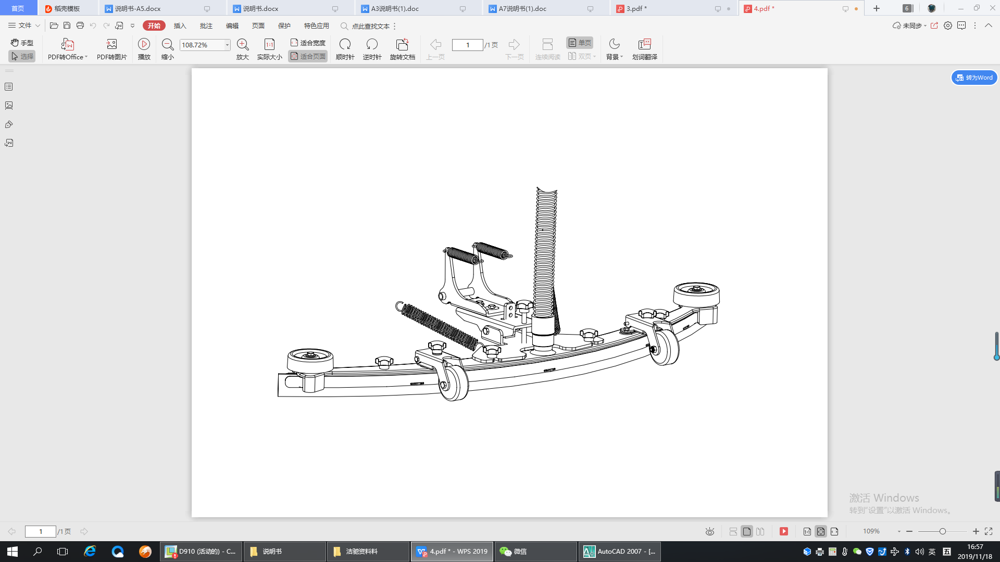 首页
稻壳模板
说明书-A5.docx
说明书.docx
A3说明书(1).doc
A7说明书(1).doc
3.pdf *
4.pdf *
6
文件
开始
插入
批注
编辑
页面
保护
特色应用
点此查找文本
未同步
手型
选择
PDF转Office
PDF转图片
播放
缩小
108.72%
放大
1:1
实际大小
适合宽度
适合页面
顺时针
逆时针
旋转文档
上一页
1
/1页
下一页
连续阅读
单页
双页
背景
划词翻译
转为Word
激活 Windows
转到"设置"以激活 Windows。
1
/1页
1:1
109%
D910 (活动的) - C...
说明书
洁驰资料料
4.pdf * - WPS 2019
微信
AutoCAD 2007 - [...
英
五
16:57
2019/11/18